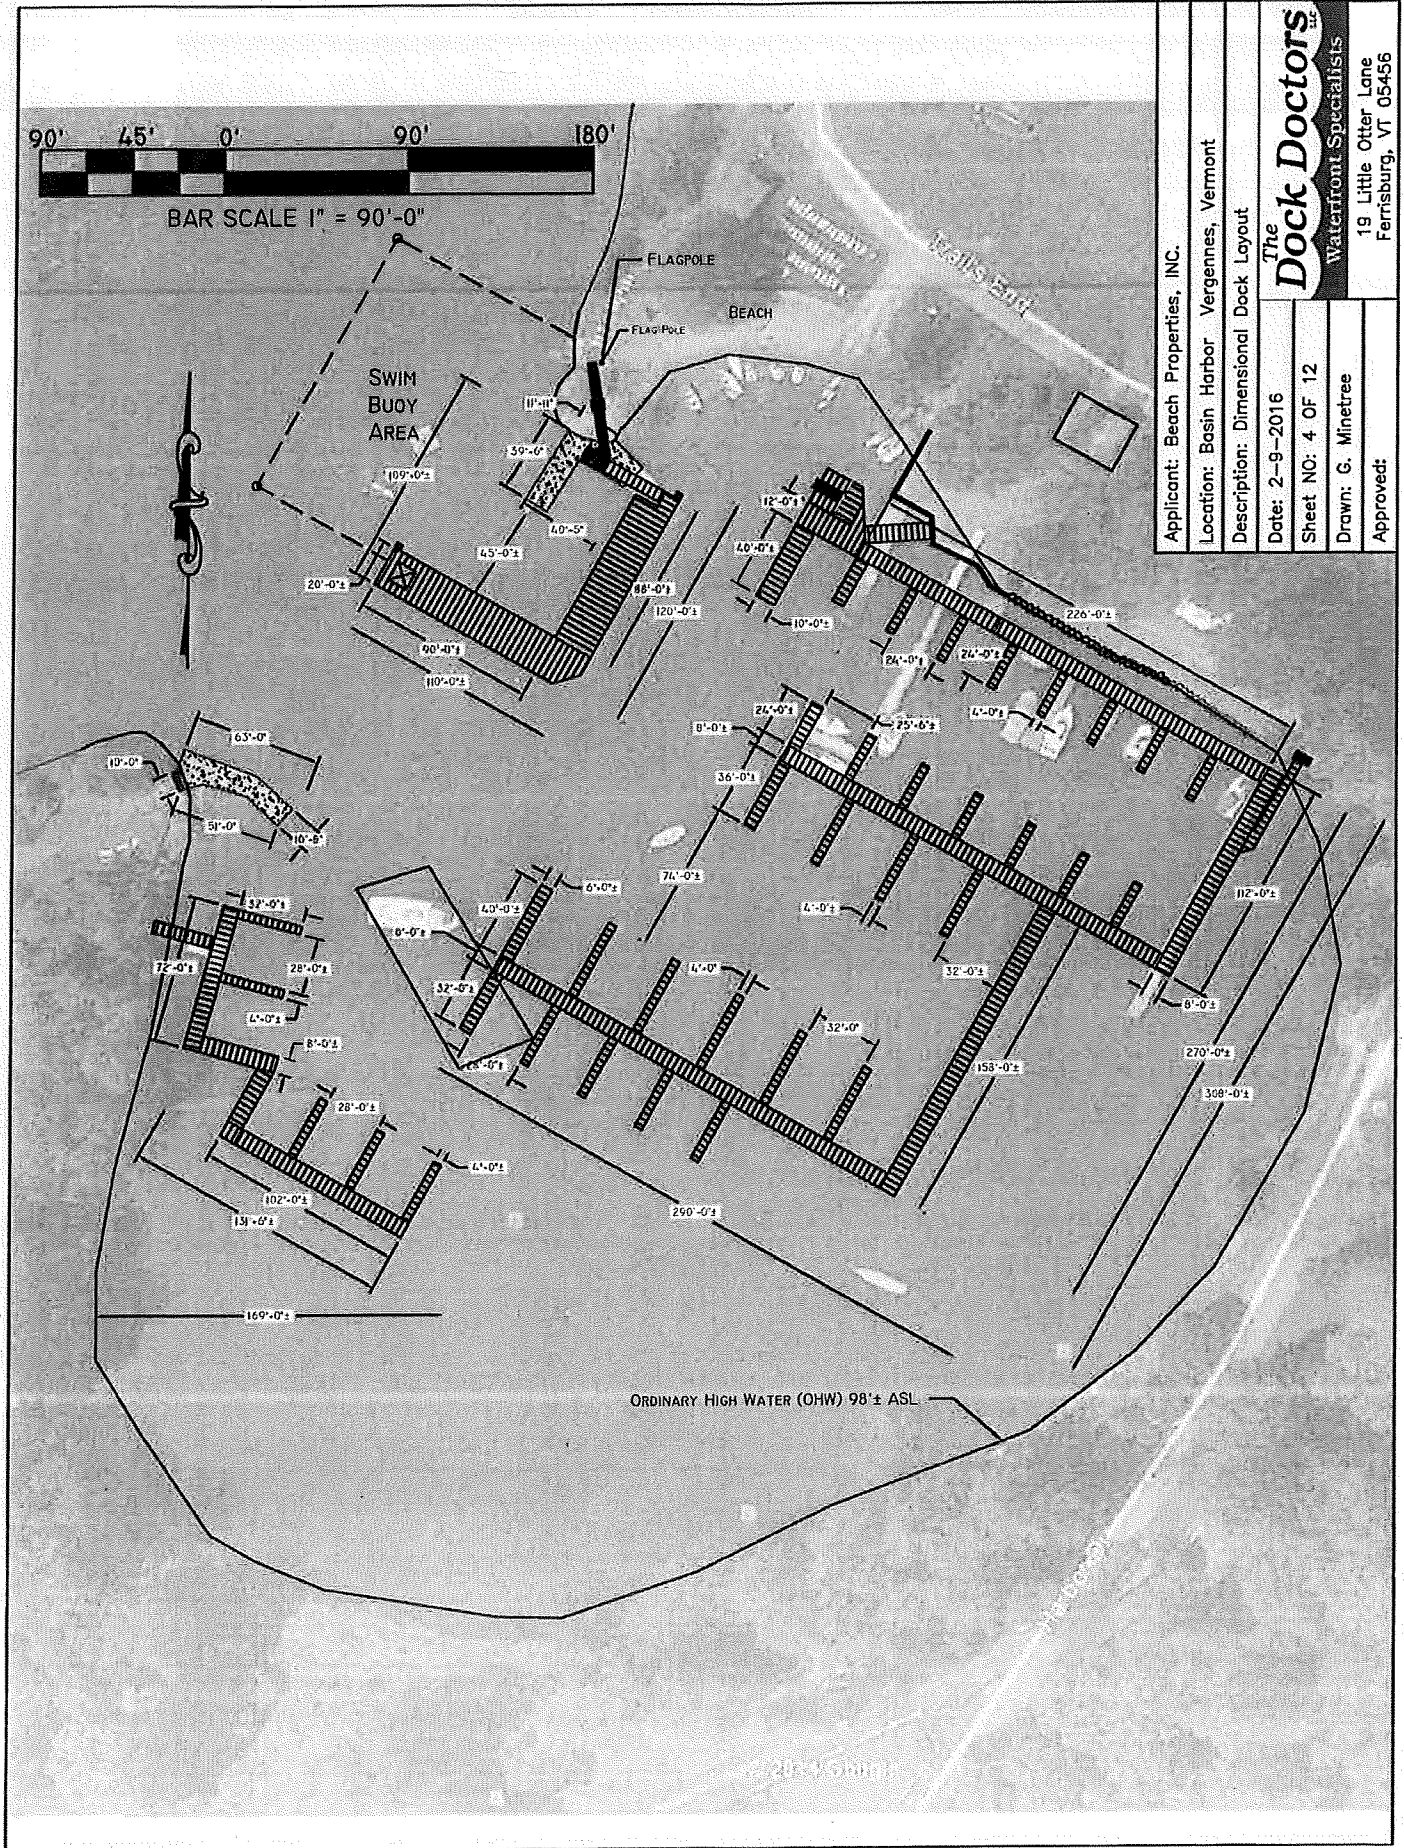 90' 45' 0' 90' 180'
BAR SCALE 1" = 90'-0"
FLAGPOLE
FLAG POLE
BEACH
Trails End
SWIM
BUOY
AREA
11'-11"
39'-6"
109'-0"±
40'-5"
45'-0"±
20'-0"±
88'-0"±
120'-0"±
90'-0"±
110'-0"±
12'-0"±
40'-0"±
10'-0"±
226'-0"±
24'-0"±
24'-0"±
4'-0"±
24'-0"±
25'-6"±
8'-0"±
36'-0"±
74'-0"±
4'-0"±
32'-0"±
112'-0"±
8'-0"±
270'-0"±
308'-0"±
158'-0"±
63'-0"
10'-0"
51'-0"
10'-8"
32'-0"±
72'-0"±
28'-0"±
4'-0"±
8'-0"±
28'-0"±
4'-0"±
102'-0"±
131'-6"±
169'-0"±
6'-0"±
40'-0"±
8'-0"±
32'-0"±
4'-0"
32'-0"
290'-0"±
ORDINARY HIGH WATER (OHW) 98'± ASL
Applicant: Beach Properties, INC.
Location: Basin Harbor Vergennes, Vermont
Description: Dimensional Dock Layout
Date: 2-9-2016
Sheet NO: 4 OF 12
Drawn: G. Minetree
Approved:
The
Dock Doctors LLC
Waterfront Specialists
19 Little Otter Lane
Ferrisburg, VT 05456